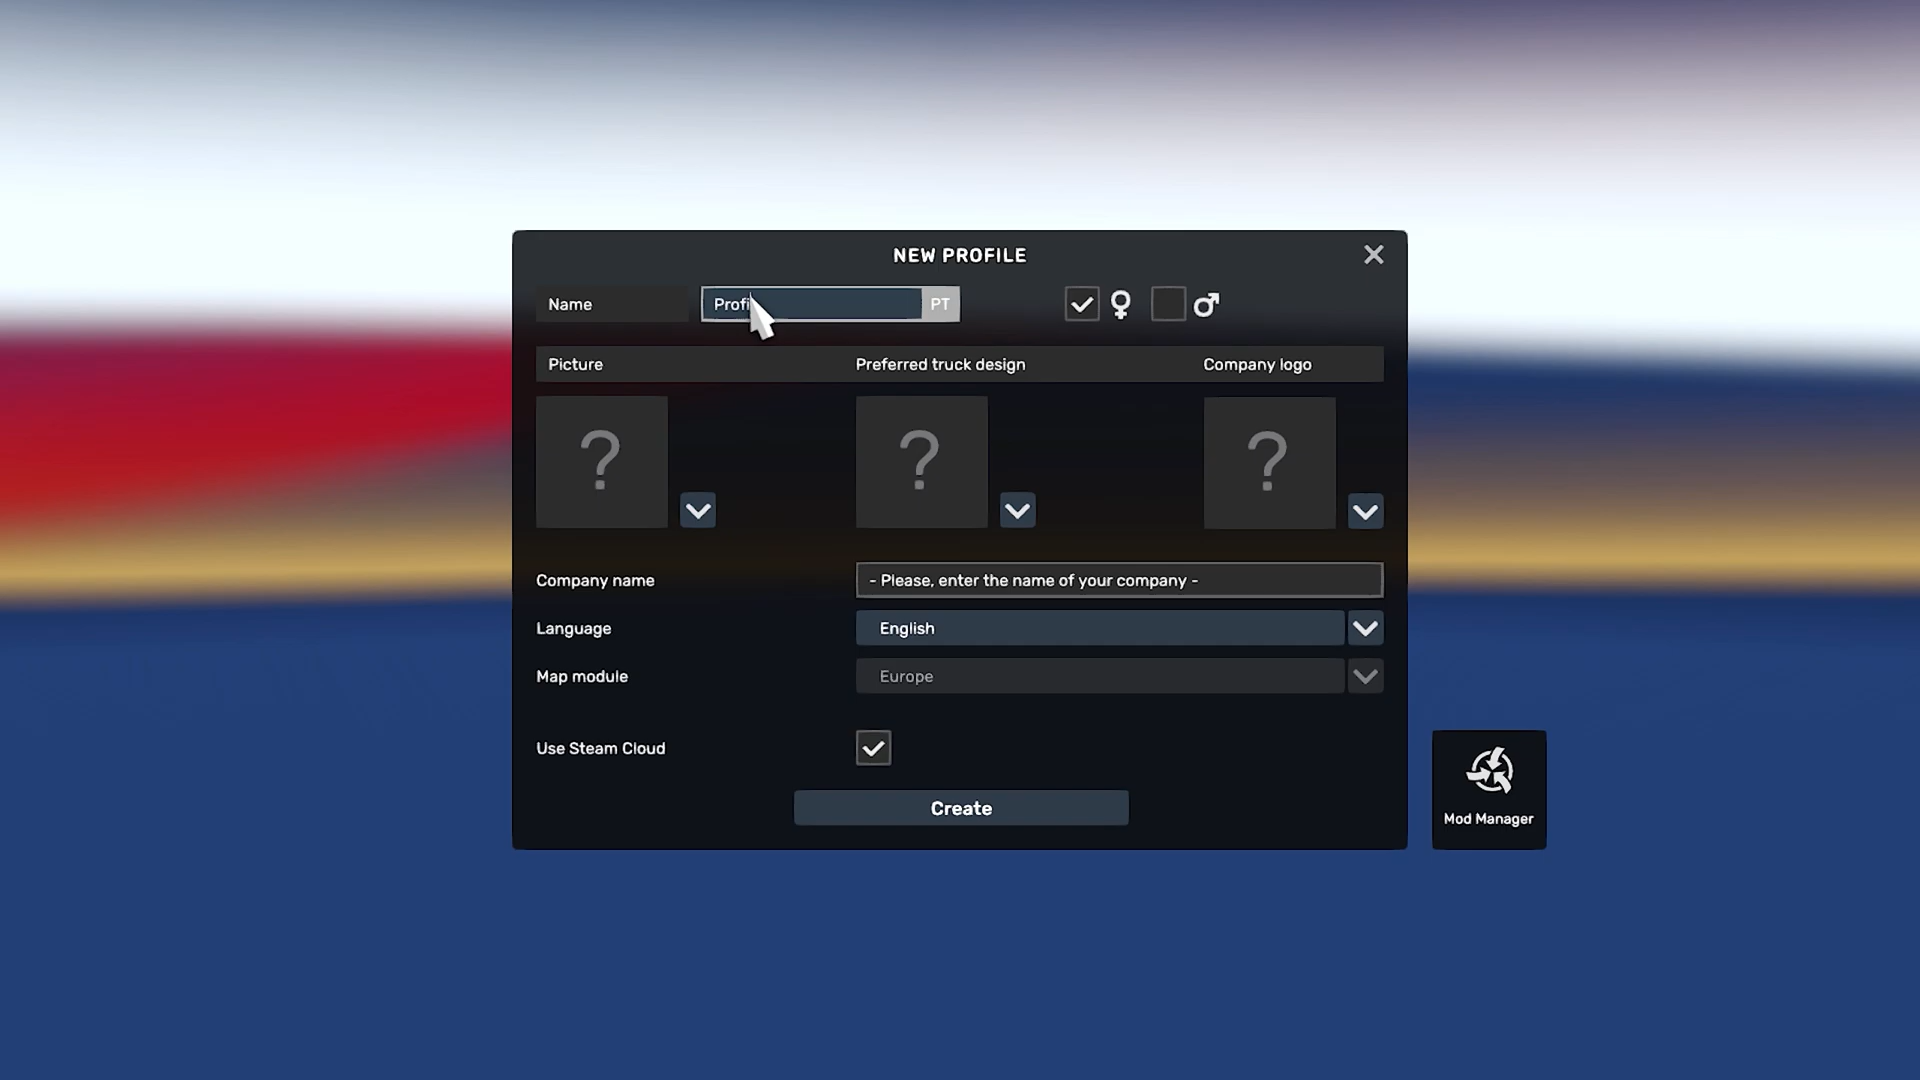 NEW PROFILE
Name
Profi
PT
Picture
Preferred truck design
Company logo
?
?
?
Company name
- Please, enter the name of your company -
Language
English
Map module
Europe
Use Steam Cloud
Create
Mod Manager